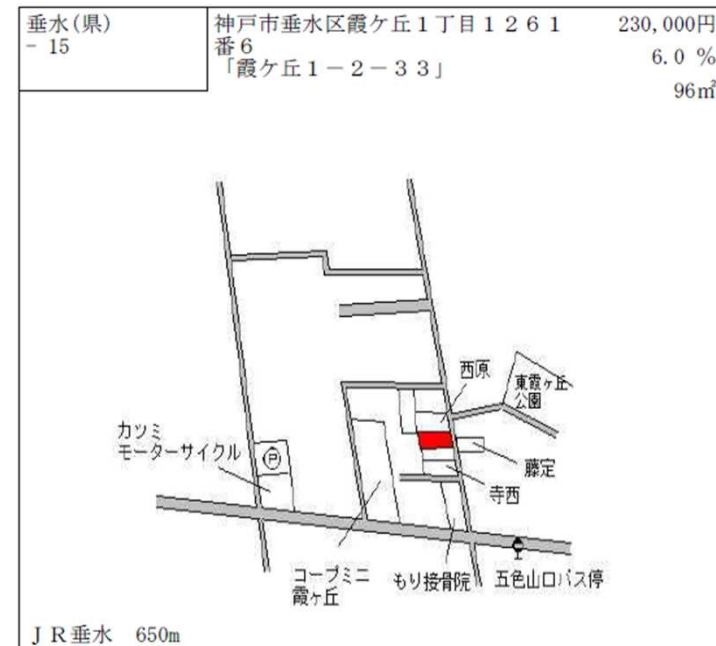 垂水(県)
- 15
神戸市垂水区霞ケ丘１丁目１２６１
番６
「霞ケ丘１－２－３３」
230,000円
6.0 %
96㎡
西原
東霞ヶ丘
公園
カツミ
モーターサイクル
Ⓟ
藤定
寺西
コープミニ
霞ヶ丘
もり接骨院
五色山口バス停
ＪＲ垂水 650m